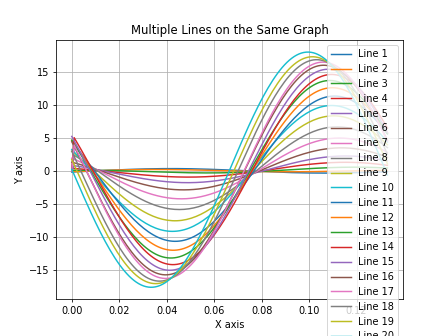 Multiple Lines on the Same Graph
Y axis
15
10
5
0
−5
−10
−15
0.00
0.02
0.04
0.06
0.08
0.10
X axis
Line 1
Line 2
Line 3
Line 4
Line 5
Line 6
Line 7
Line 8
Line 9
Line 10
Line 11
Line 12
Line 13
Line 14
Line 15
Line 16
Line 17
Line 18
Line 19
Line 20